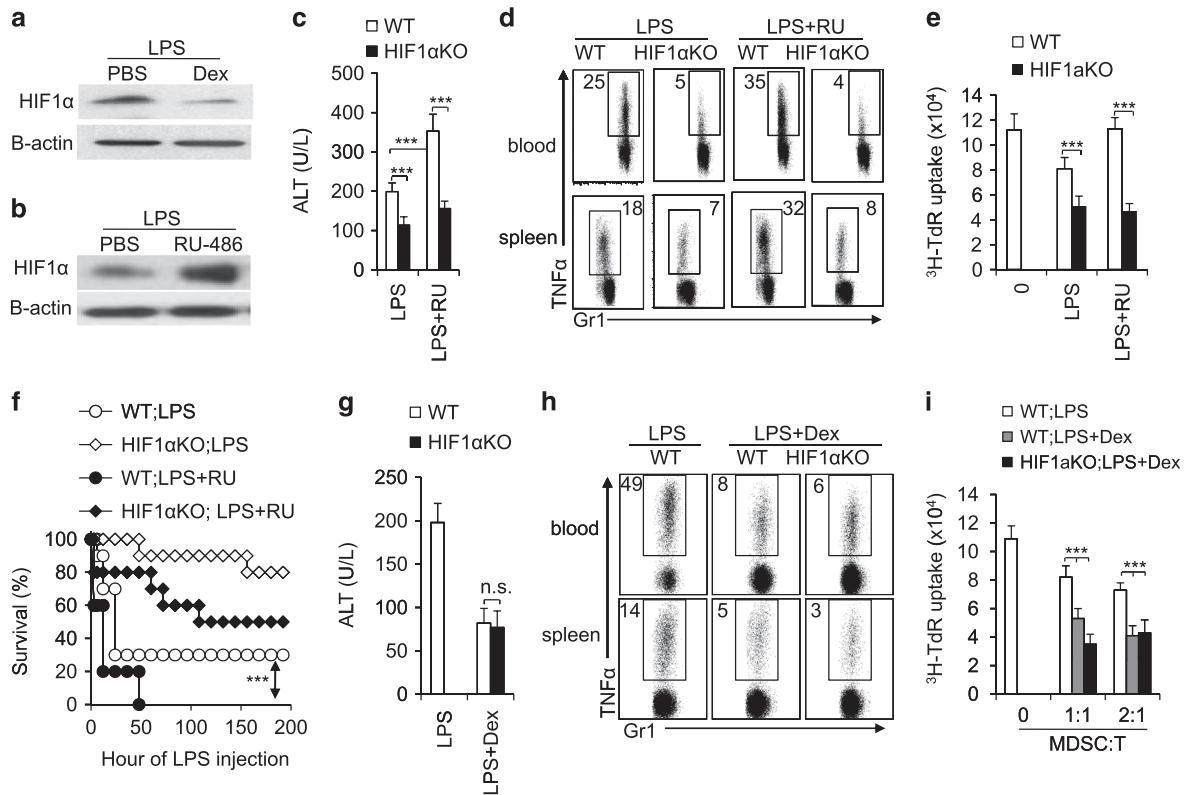 a
LPS
PBS Dex
HIF1α
B-actin
b
LPS
PBS RU-486
HIF1α
B-actin
c
WT
HIF1αKO
ALT (U/L)
500
400
300
200
100
0
***
***
***
LPS
LPS+RU
d
LPS LPS+RU
WT HIF1αKO WT HIF1αKO
blood
25 5 35 4
spleen
18 7 32 8
TNFα
Gr1
e
WT
HIF1aKO
³H-TdR uptake (x10⁴)
14
12
10
8
6
4
2
0
***
***
0
LPS
LPS+RU
f
WT;LPS
HIF1αKO;LPS
WT;LPS+RU
HIF1αKO; LPS+RU
Survival (%)
100
80
60
40
20
0
***
0 50 100 150 200
Hour of LPS injection
g
WT
HIF1αKO
ALT (U/L)
250
200
150
100
50
0
n.s.
LPS
LPS+Dex
h
LPS LPS+Dex
WT WT HIF1αKO
blood
49 8 6
spleen
14 5 3
TNFα
Gr1
i
WT;LPS
WT;LPS+Dex
HIF1aKO;LPS+Dex
³H-TdR uptake (x10⁴)
14
12
10
8
6
4
2
0
***
***
0 1:1 2:1
MDSC:T